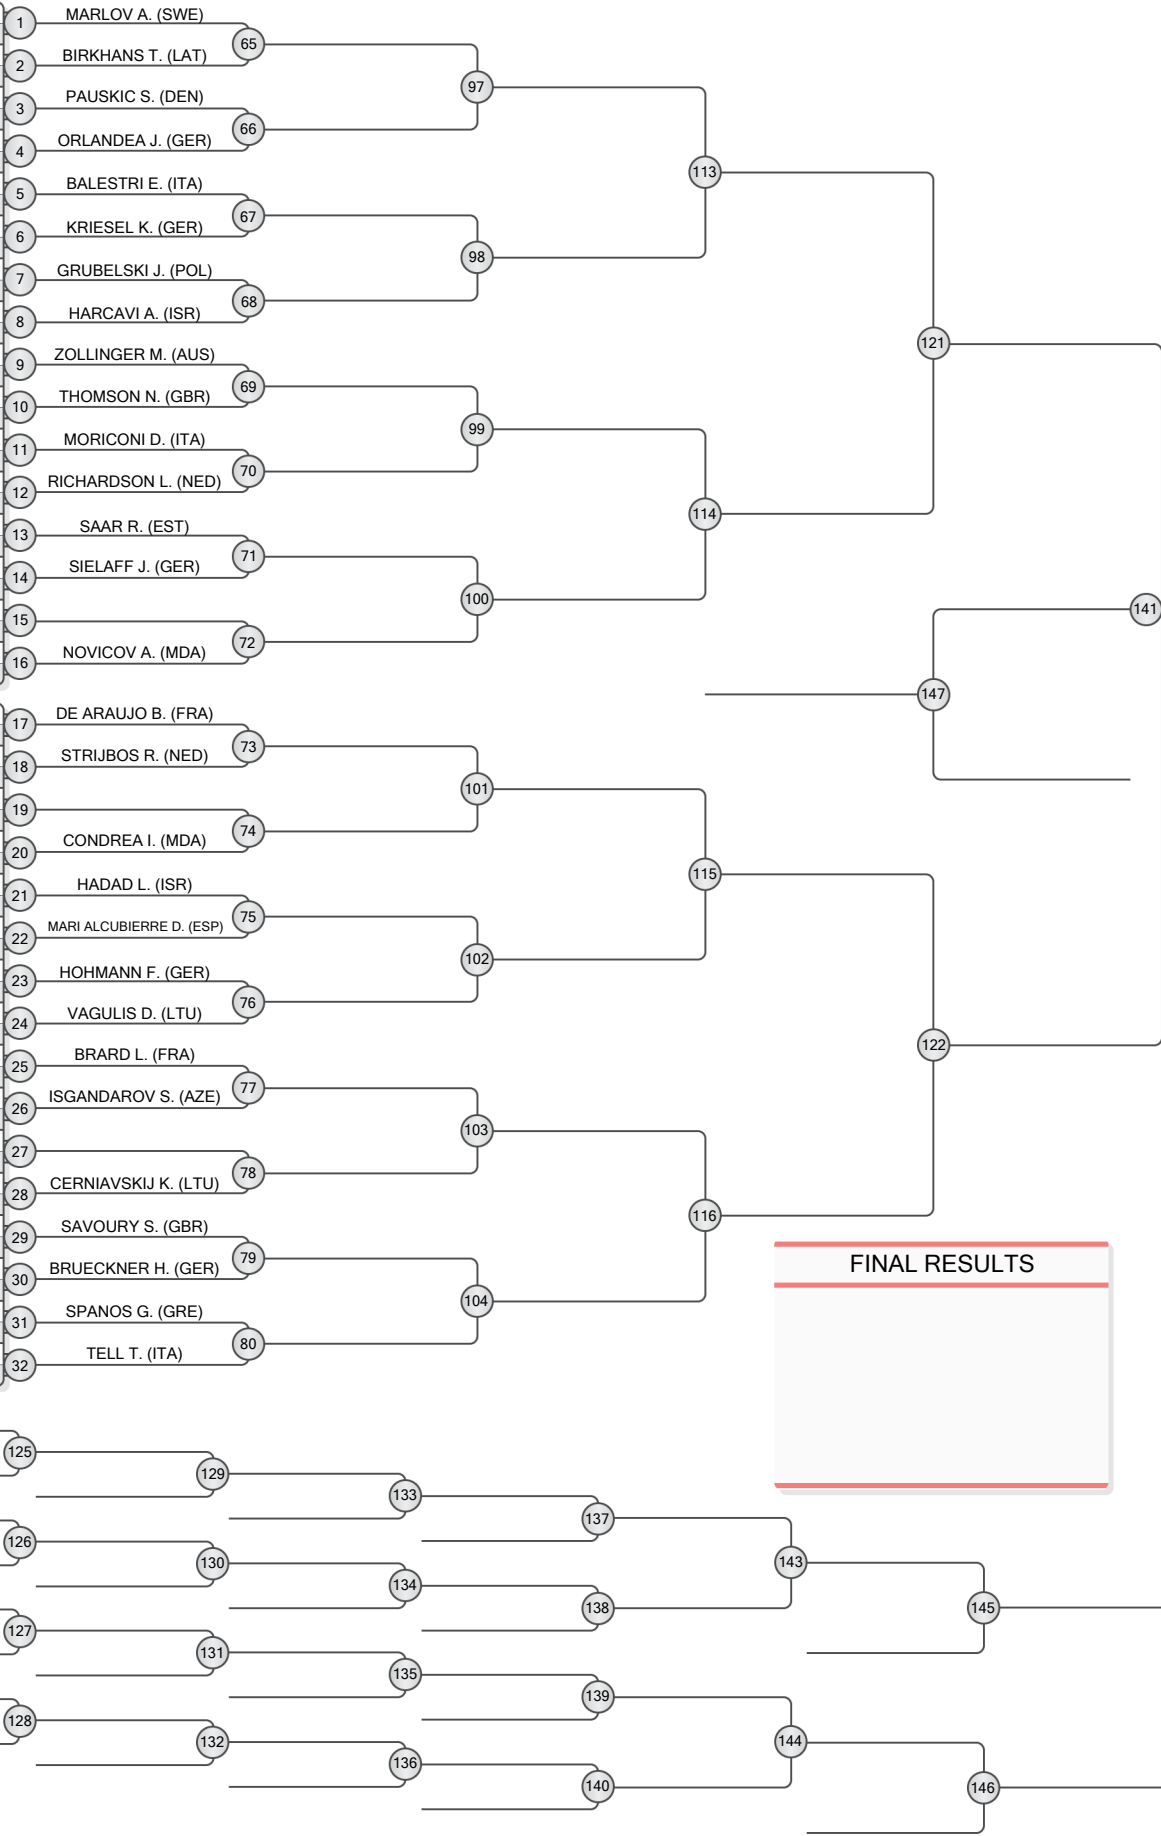 1 MARLOV A. (SWE)
65
2 BIRKHANS T. (LAT)
97
3 PAUSKIC S. (DEN)
66
4 ORLANDEA J. (GER)
113
5 BALESTRI E. (ITA)
67
6 KRIESEL K. (GER)
98
7 GRUBELSKI J. (POL)
68
8 HARCAVI A. (ISR)
121
9 ZOLLINGER M. (AUS)
69
10 THOMSON N. (GBR)
99
11 MORICONI D. (ITA)
70
12 RICHARDSON L. (NED)
114
13 SAAR R. (EST)
71
14 SIELAFF J. (GER)
100
15
141
72
16 NOVICOV A. (MDA)
147
17 DE ARAUJO B. (FRA)
73
18 STRIJBOS R. (NED)
101
19
74
20 CONDREA I. (MDA)
115
21 HADAD L. (ISR)
75
22 MARI ALCUBIERRE D. (ESP)
102
23 HOHMANN F. (GER)
76
24 VAGULIS D. (LTU)
122
25 BRARD L. (FRA)
77
26 ISGANDAROV S. (AZE)
103
27
78
28 CERNIAVSKIJ K. (LTU)
116
29 SAVOURY S. (GBR)
79
30 BRUECKNER H. (GER)
104
31 SPANOS G. (GRE)
80
32 TELL T. (ITA)
FINAL RESULTS
125
129
133
137
126
130
134
138
143
145
127
131
135
139
128
132
136
140
144
146